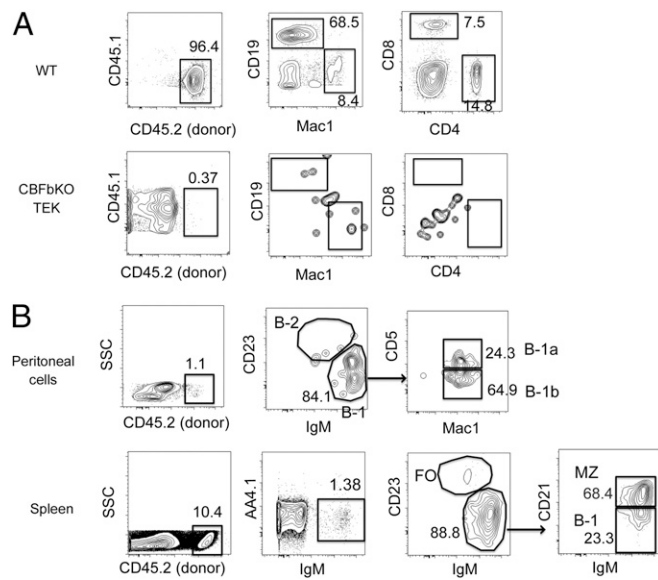 A
WT
CD45.1
96.4
CD45.2 (donor)
CD19
68.5
8.4
Mac1
CD8
7.5
14.8
CD4
CBFbKO
TEK
CD45.1
0.37
CD45.2 (donor)
CD19
Mac1
CD8
CD4
B
Peritoneal
cells
SSC
1.1
CD45.2 (donor)
CD23
B-2
84.1
B-1
IgM
CD5
24.3 B-1a
64.9 B-1b
Mac1
Spleen
SSC
10.4
CD45.2 (donor)
AA4.1
1.38
IgM
CD23
FO
88.8
IgM
CD21
MZ
68.4
B-1
23.3
IgM